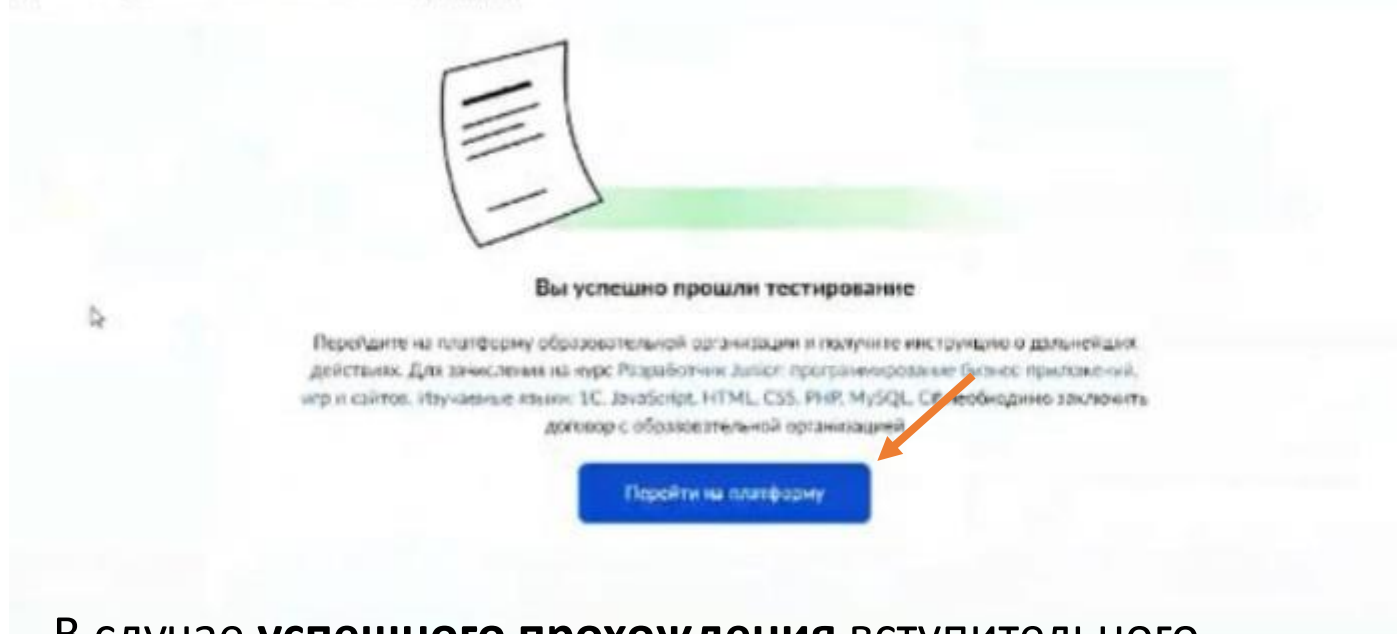 Вы успешно прошли тестирование
Перейдите на платформу образовательной организации и получите инструкцию о дальнейших
действиях. Для зачисления на курс Разработчик Junior: программирование бизнес приложений,
игр и сайтов. Изучаемые языки: 1C, JavaScript, HTML, CSS, PHP, MySQL, C# необходимо заключить
договор с образовательной организацией
Перейти на платформу
В случае успешного прохождения вступительного